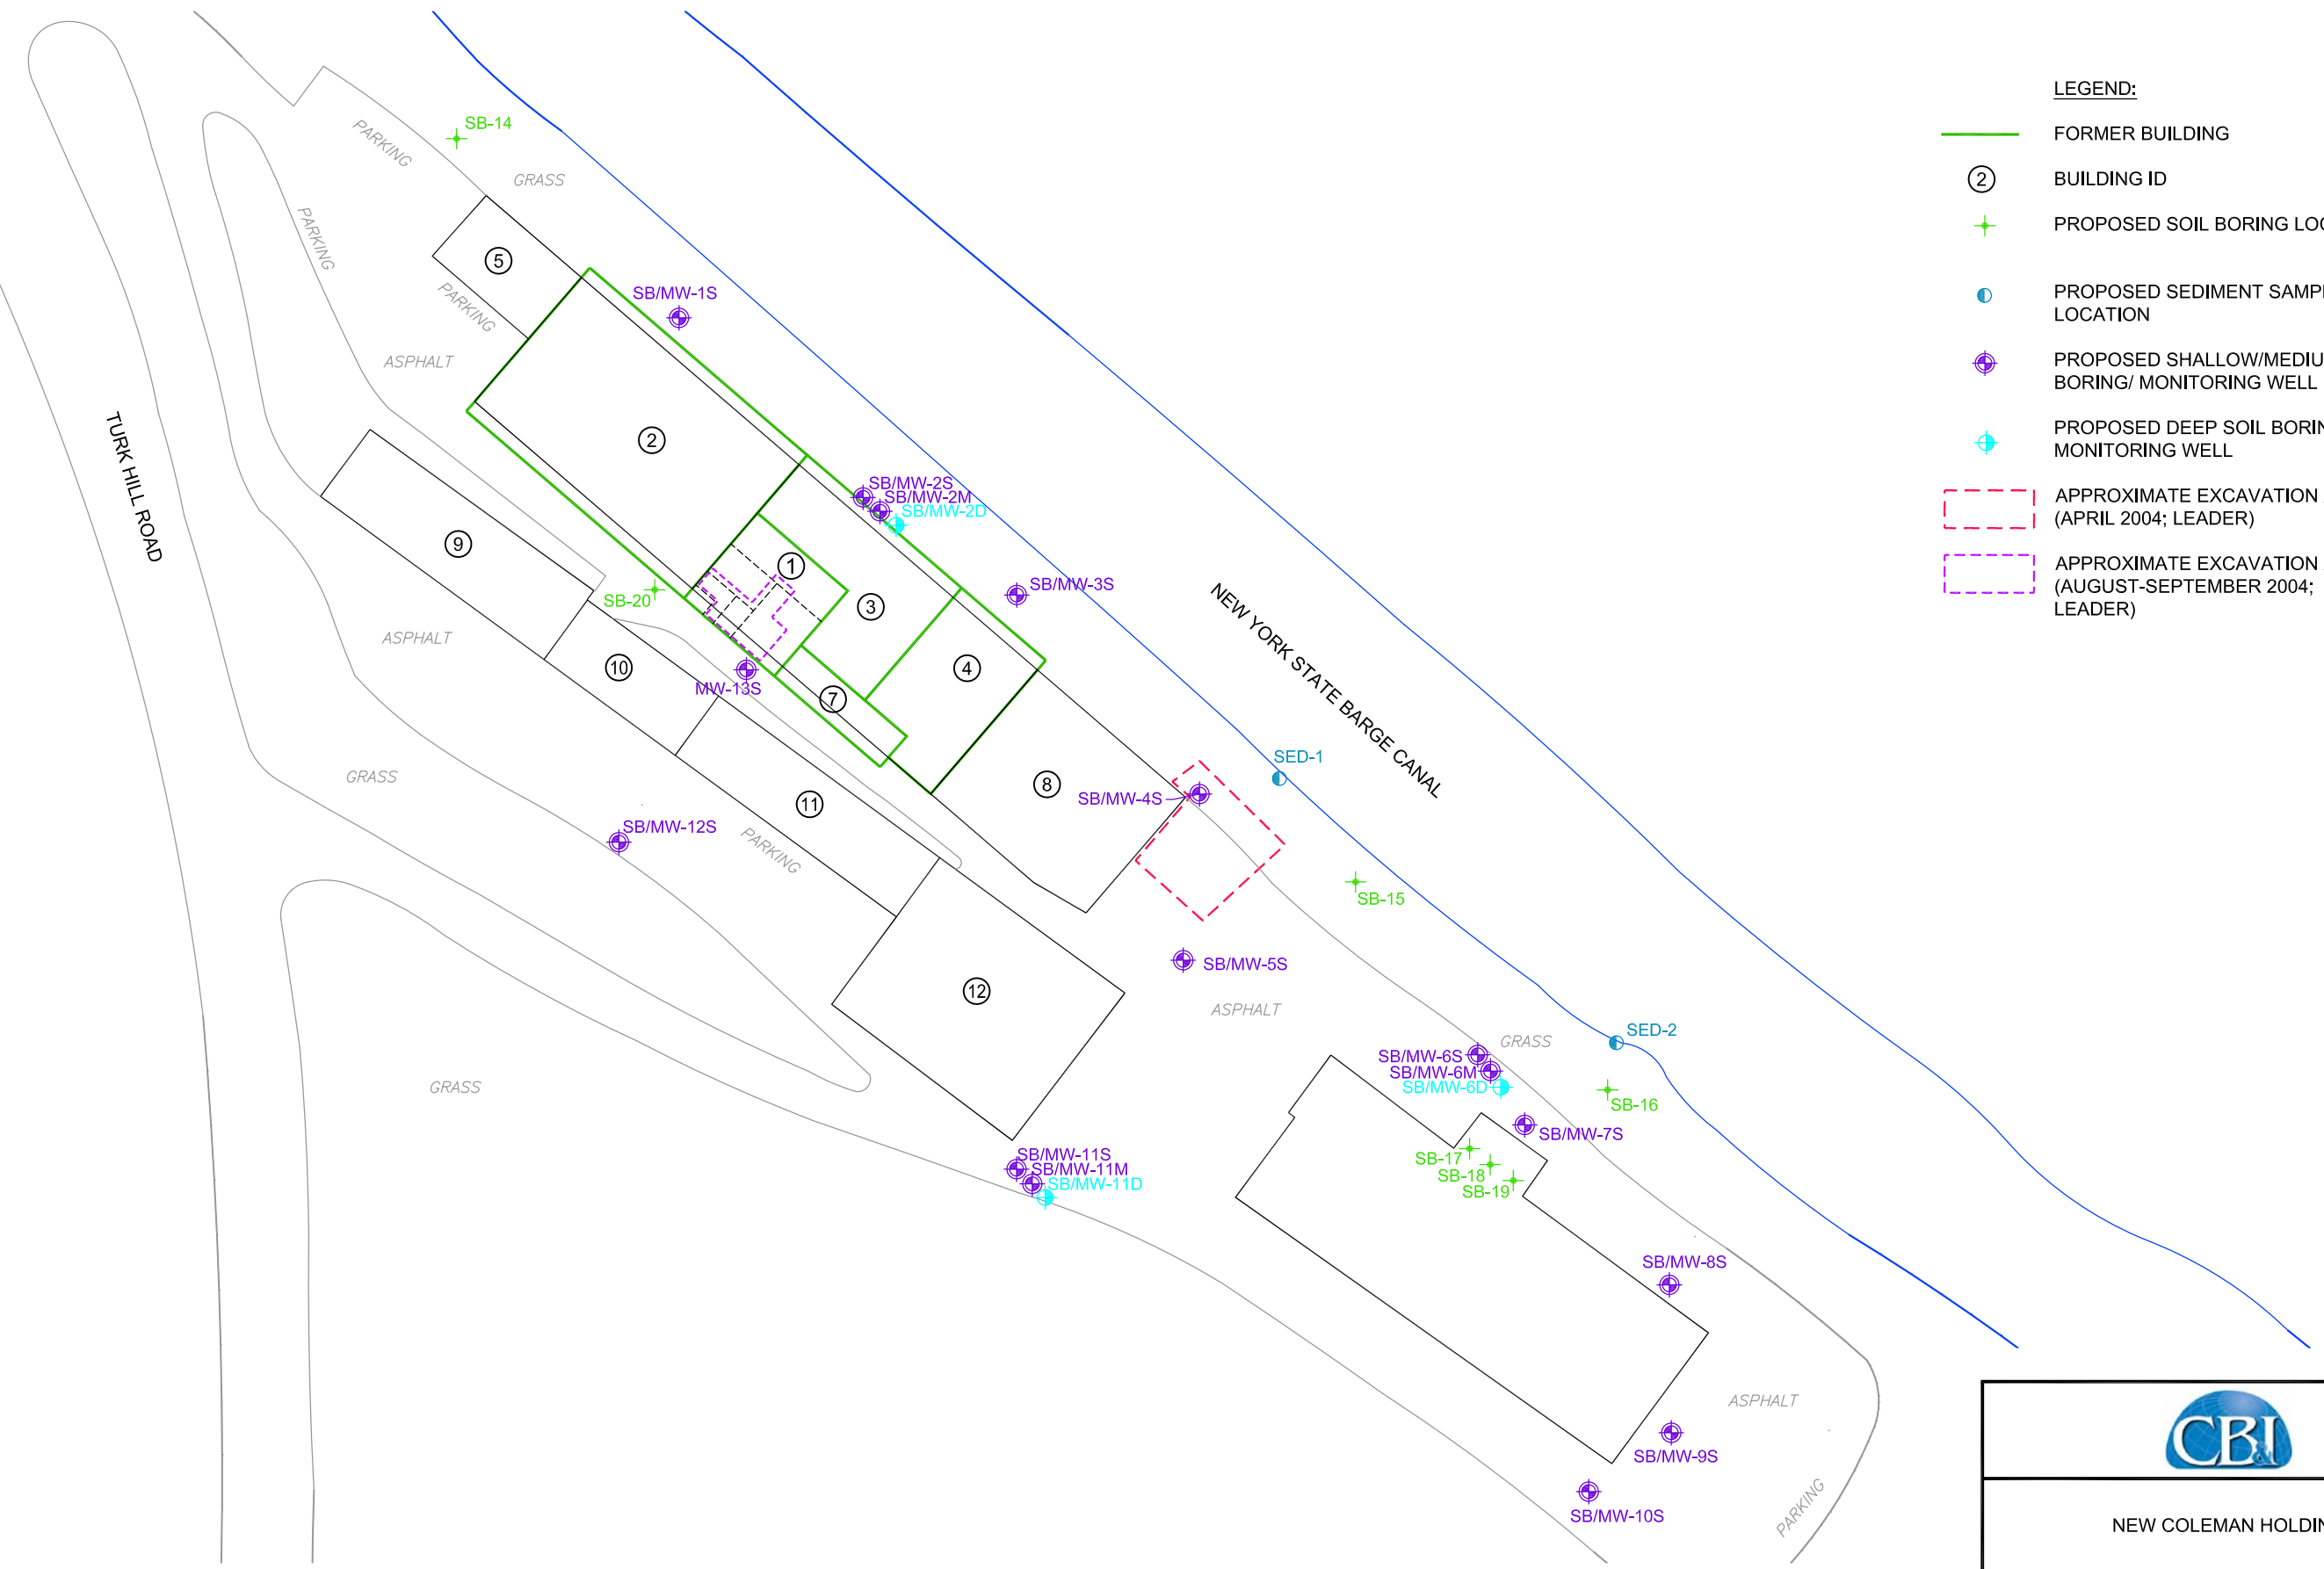 LEGEND:
FORMER BUILDING
2
BUILDING ID
PROPOSED SOIL BORING
PROPOSED SEDIMENT
LOCATION
PROPOSED
BORING/ MONITORING WELL
PROPOSED DEEP SOIL
MONITORING WELL
APPROXIMATE EXCAVATION
(APRIL 2004; LEADER)
APPROXIMATE EXCAVATION
(AUGUST-SEPTEMBER 2004;
LEADER)
SB-14
PARKING
GRASS
PARKING
5
PARKING
SB/MW-1S
ASPHALT
TURK HILL ROAD
2
SB/MW-2S
SB/MW-2M
SB/MW-2D
9
1
SB/MW-3S
SB-20
3
NEW YORK STATE BARGE CANAL
ASPHALT
10
4
MW-13S
7
SED-1
GRASS
8
SB/MW-4S
11
SB/MW-12S
PARKING
SB-15
SB/MW-5S
12
ASPHALT
SED-2
GRASS
SB/MW-6S
SB/MW-6M
SB/MW-6D
GRASS
SB-16
SB/MW-7S
SB-17
SB-18
SB-19
SB/MW-11S
SB/MW-11M
SB/MW-11D
SB/MW-8S
ASPHALT
SB/MW-9S
SB/MW-10S
PARKING
CB&I
NEW COLEMAN